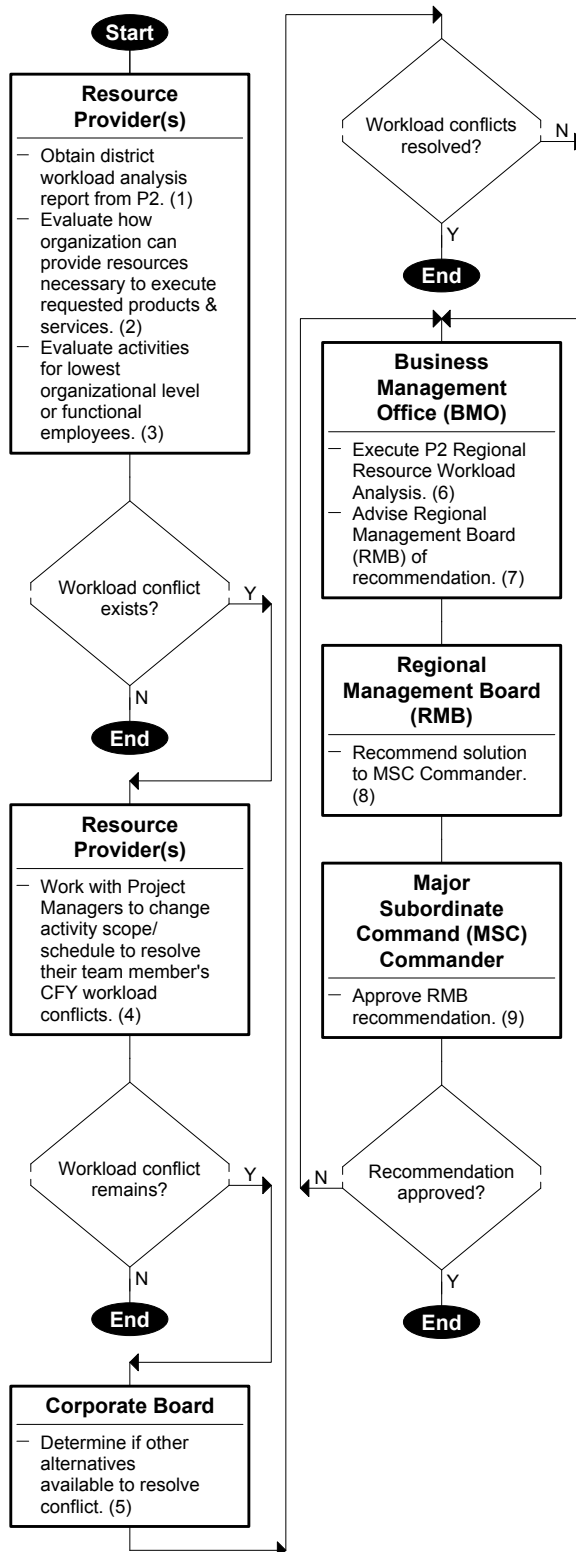 Start
Resource
Provider(s)
— Obtain district
workload analysis
report from P2. (1)
— Evaluate how
organization can
provide resources
necessary to execute
requested products &
services. (2)
— Evaluate activities
for lowest
organizational level
or functional
employees. (3)
Workload conflict
exists?
Y
N
End
Resource
Provider(s)
— Work with Project
Managers to change
activity scope/
schedule to resolve
their team member's
CFY workload
conflicts. (4)
Workload conflict
remains?
Y
N
End
Corporate Board
— Determine if other
alternatives
available to resolve
conflict. (5)
Workload conflicts
resolved?
N
Y
End
Business
Management
Office (BMO)
— Execute P2 Regional
Resource Workload
Analysis. (6)
— Advise Regional
Management Board
(RMB) of
recommendation. (7)
Regional
Management Board
(RMB)
— Recommend solution
to MSC Commander.
(8)
Major
Subordinate
Command (MSC)
Commander
— Approve RMB
recommendation. (9)
N
Recommendation
approved?
Y
End